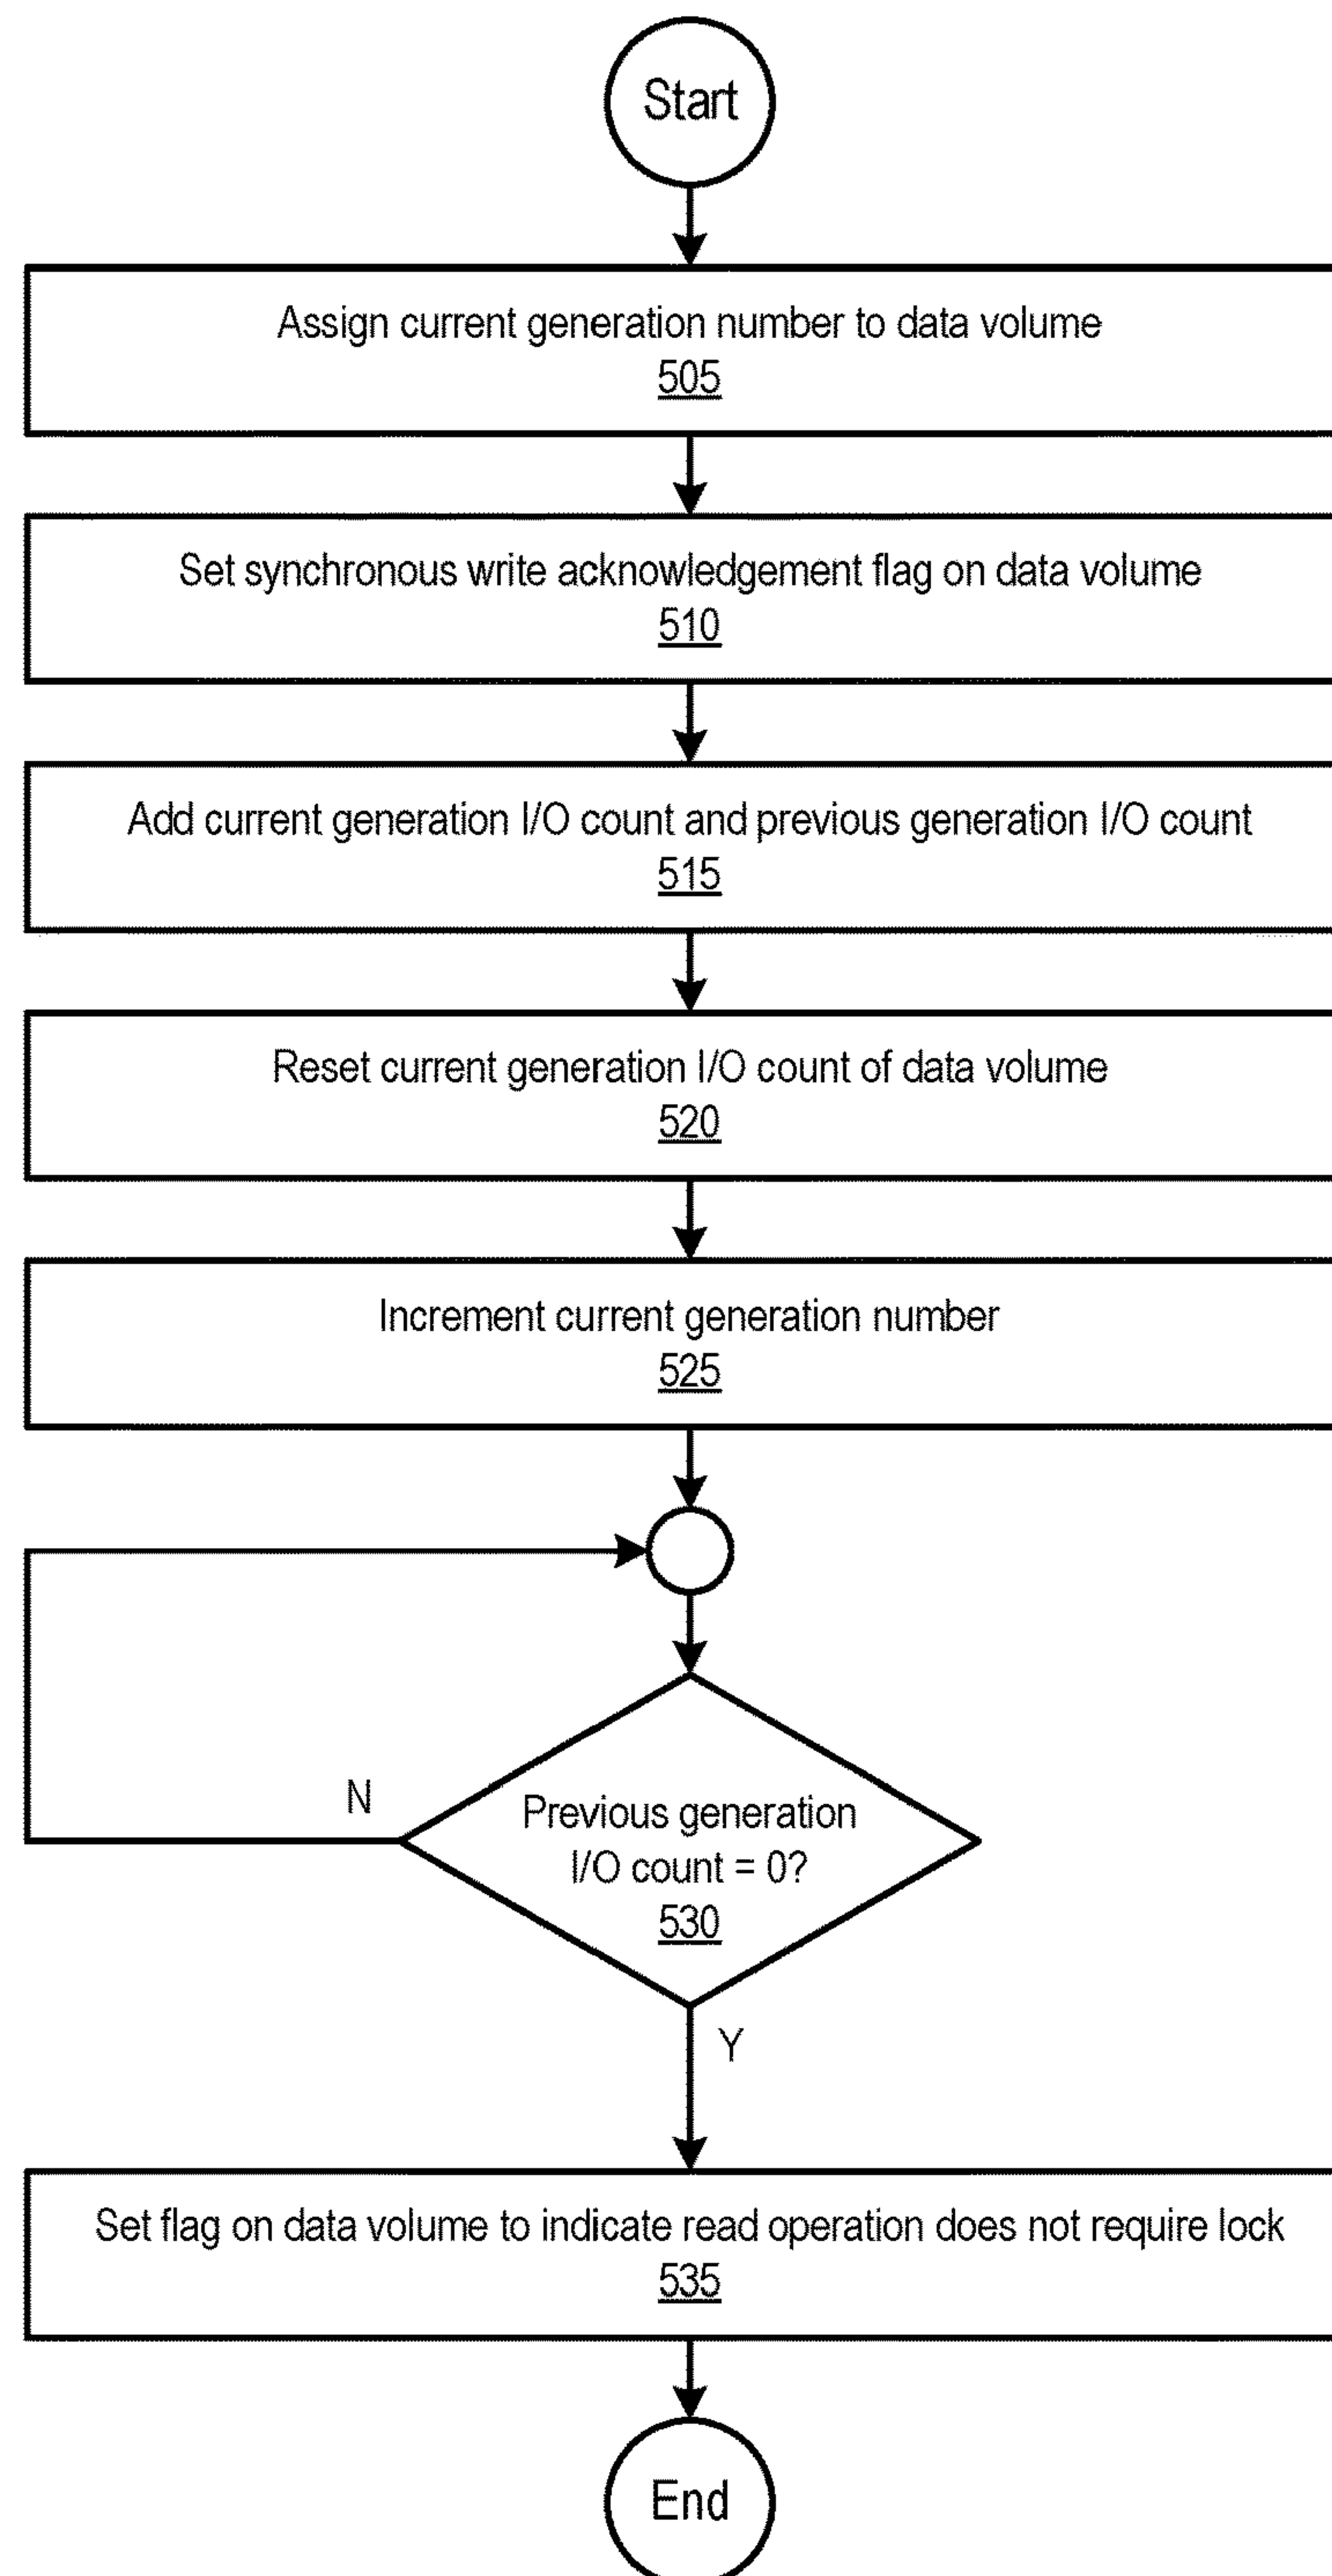 Start
Assign current generation number to data volume
505
Set synchronous write acknowledgement flag on data volume
510
Add current generation I/O count and previous generation I/O count
515
Reset current generation I/O count of data volume
520
Increment current generation number
525
N
Previous generation
I/O count = 0?
530
Y
Set flag on data volume to indicate read operation does not require lock
535
End